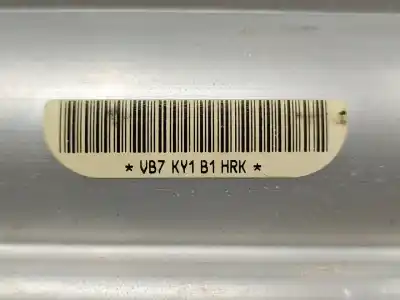 * VB7 KY1 B1 HRK *